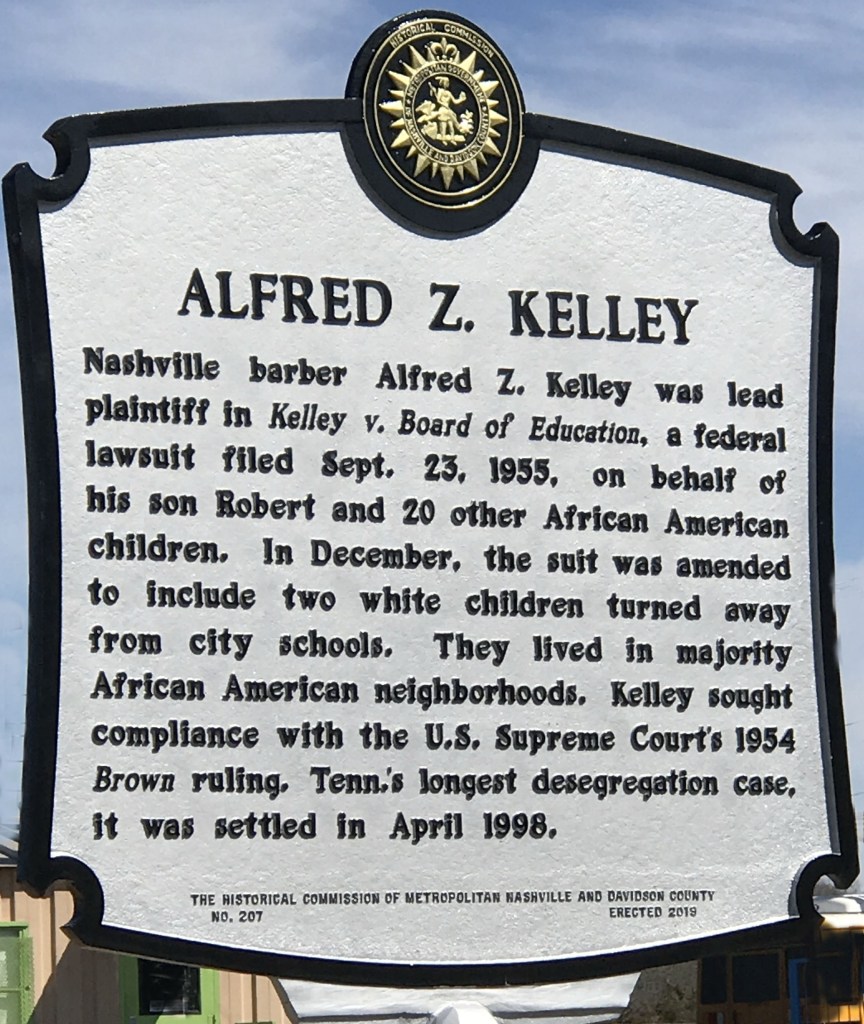 HISTORICAL COMMISSION
ALFRED Z. KELLEY
Nashville barber Alfred Z. Kelley was lead
plaintiff in Kelley v. Board of Education, a federal
lawsuit filed Sept. 23, 1955, on behalf of
his son Robert and 20 other African American
children. In December, the suit was amended
to include two white children turned away
from city schools. They lived in majority
African American neighborhoods. Kelley sought
compliance with the U.S. Supreme Court's 1954
Brown ruling. Tenn.'s longest desegregation case,
it was settled in April 1998.
THE HISTORICAL COMMISSION OF METROPOLITAN NASHVILLE AND DAVIDSON COUNTY
NO. 207 ERECTED 2019